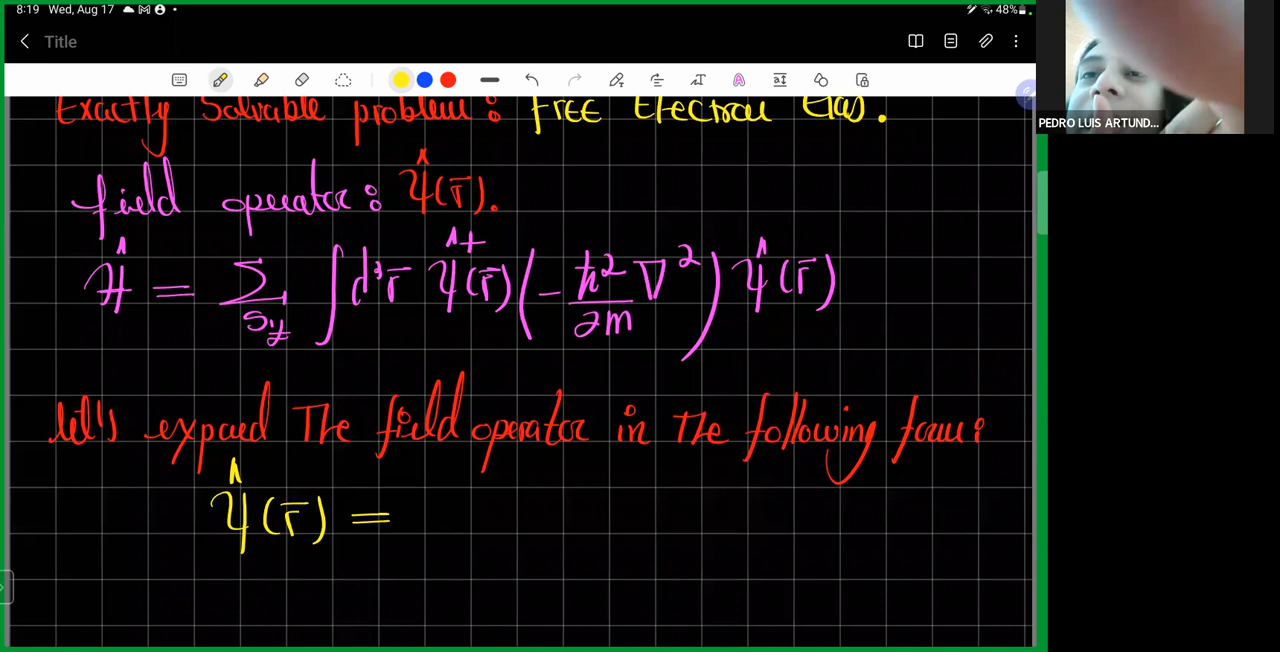 8:19 Wed, Aug 17 48%
Title
PEDRO LUIS ARTUND...
Exactly Solvable problem: FREE Electron Gas.
field operator: ψ̂(r̄).
Ĥ = Σ_{S_z} ∫ d³r̄ ψ̂⁺(r̄) (− ℏ²/2m ∇²) ψ̂(r̄)
let's expand The field operator in The following form:
ψ̂(r̄) =